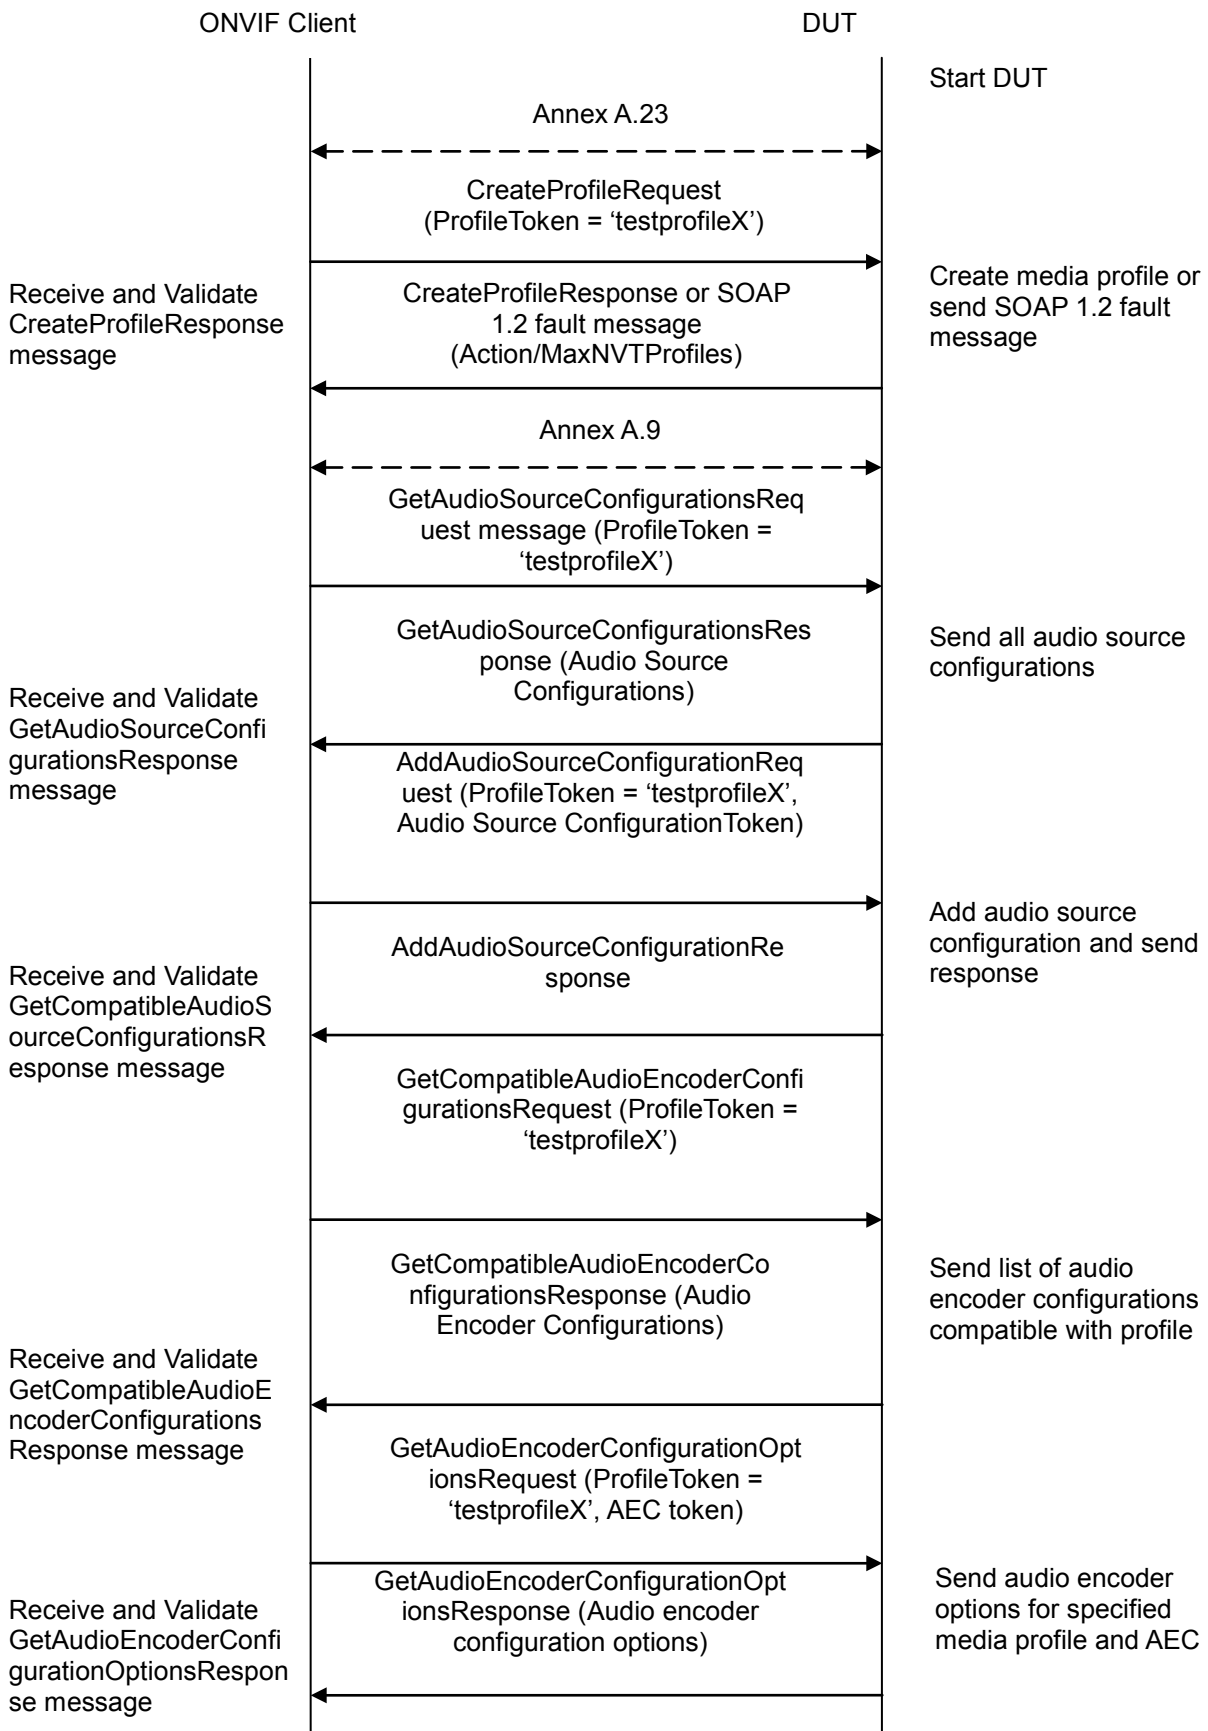 ONVIF Client
DUT
Start DUT
Annex A.23
CreateProfileRequest
(ProfileToken = ‘testprofileX’)
Create media profile or
send SOAP 1.2 fault
message
Receive and Validate
CreateProfileResponse
message
CreateProfileResponse or SOAP
1.2 fault message
(Action/MaxNVTProfiles)
Annex A.9
GetAudioSourceConfigurationsReq
uest message (ProfileToken =
‘testprofileX’)
GetAudioSourceConfigurationsRes
ponse (Audio Source
Configurations)
Send all audio source
configurations
Receive and Validate
GetAudioSourceConfi
gurationsResponse
message
AddAudioSourceConfigurationReq
uest (ProfileToken = ‘testprofileX’,
Audio Source ConfigurationToken)
Add audio source
configuration and send
response
AddAudioSourceConfigurationRe
sponse
Receive and Validate
GetCompatibleAudioS
ourceConfigurationsR
esponse message
GetCompatibleAudioEncoderConfi
gurationsRequest (ProfileToken =
‘testprofileX’)
GetCompatibleAudioEncoderCo
nfigurationsResponse (Audio
Encoder Configurations)
Send list of audio
encoder configurations
compatible with profile
Receive and Validate
GetCompatibleAudioE
ncoderConfigurations
Response message
GetAudioEncoderConfigurationOpt
ionsRequest (ProfileToken =
‘testprofileX’, AEC token)
GetAudioEncoderConfigurationOpt
ionsResponse (Audio encoder
configuration options)
Send audio encoder
options for specified
media profile and AEC
Receive and Validate
GetAudioEncoderConfi
gurationOptionsRespon
se message